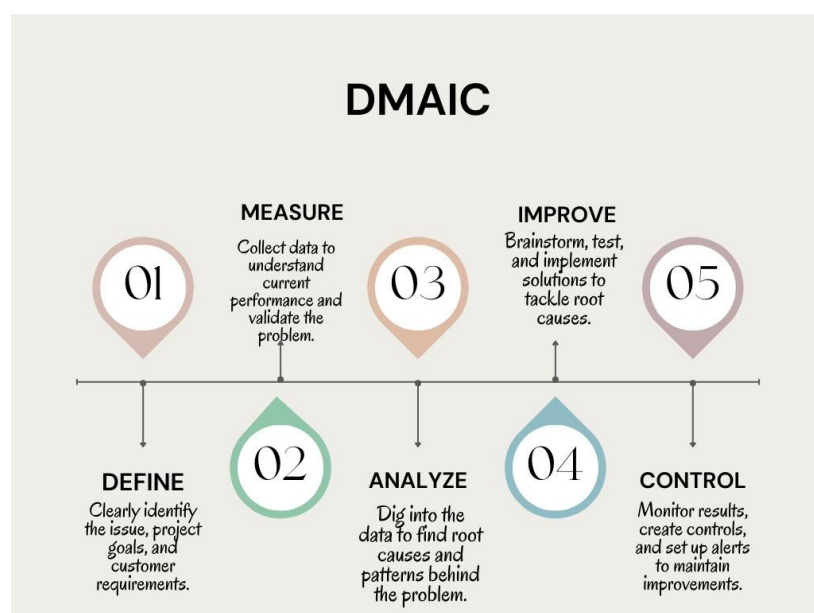 DMAIC
01
DEFINE
Clearly identify
the issue, project
goals, and
customer
requirements.
MEASURE
Collect data to
understand
current
performance and
validate the
problem.
02
03
ANALYZE
Dig into the
data to find root
causes and
patterns behind
the problem.
IMPROVE
Brainstorm, test,
and implement
solutions to
tackle root
causes.
04
05
CONTROL
Monitor results,
create controls,
and set up alerts
to maintain
improvements.